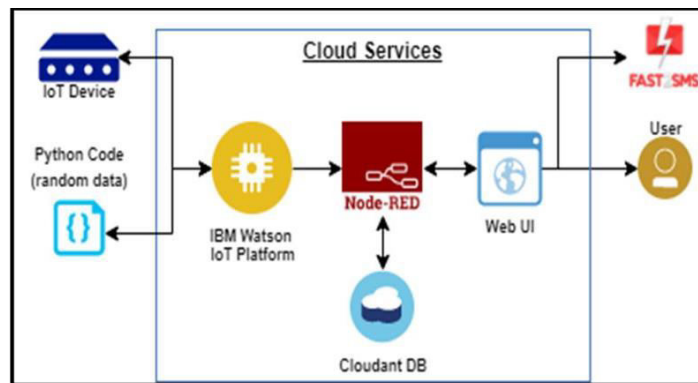 Cloud Services
IoT Device
FAST2SMS
Python Code
(random data)
{}
User
Node-RED
IBM Watson
IoT Platform
Web UI
Cloudant DB